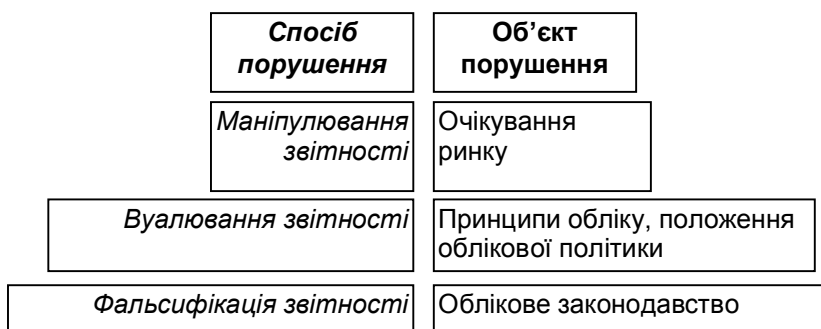 Спосіб
порушення
Об’єкт
порушення
Маніпулювання
звітності
Очікування
ринку
Вуалювання звітності
Принципи обліку, положення
облікової політики
Фальсифікація звітності
Облікове законодавство